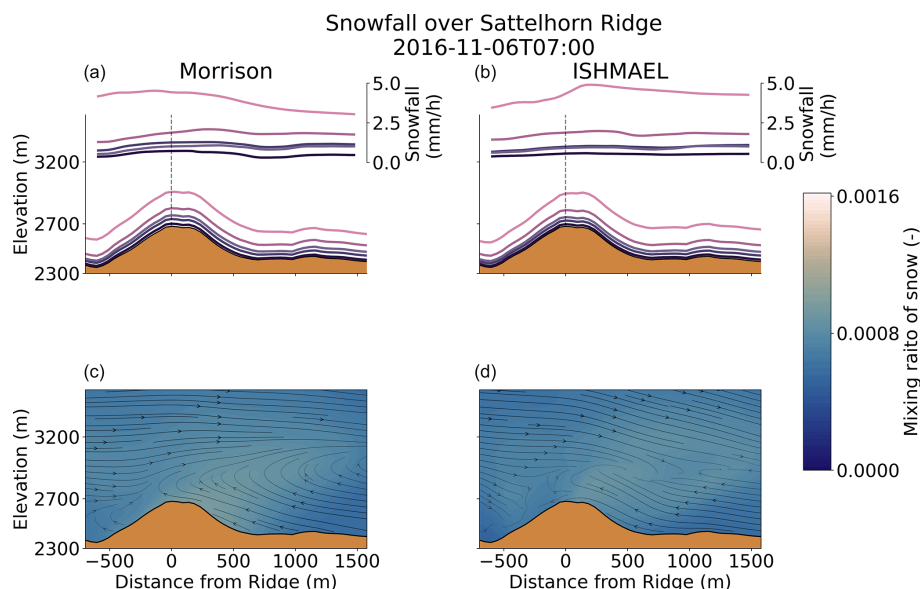 Snowfall over Sattelhorn Ridge
2016-11-06T07:00
(a) Morrison
(b) ISHMAEL
5.0
2.5
0.0
Snowfall
(mm/h)
5.0
2.5
0.0
Snowfall
(mm/h)
Elevation (m)
3200
2700
2300
0.0016
0.0008
0.0000
Mixing raito of snow (-)
(c)
(d)
Elevation (m)
3200
2700
2300
−500 0 500 1000 1500
Distance from Ridge (m)
−500 0 500 1000 1500
Distance from Ridge (m)